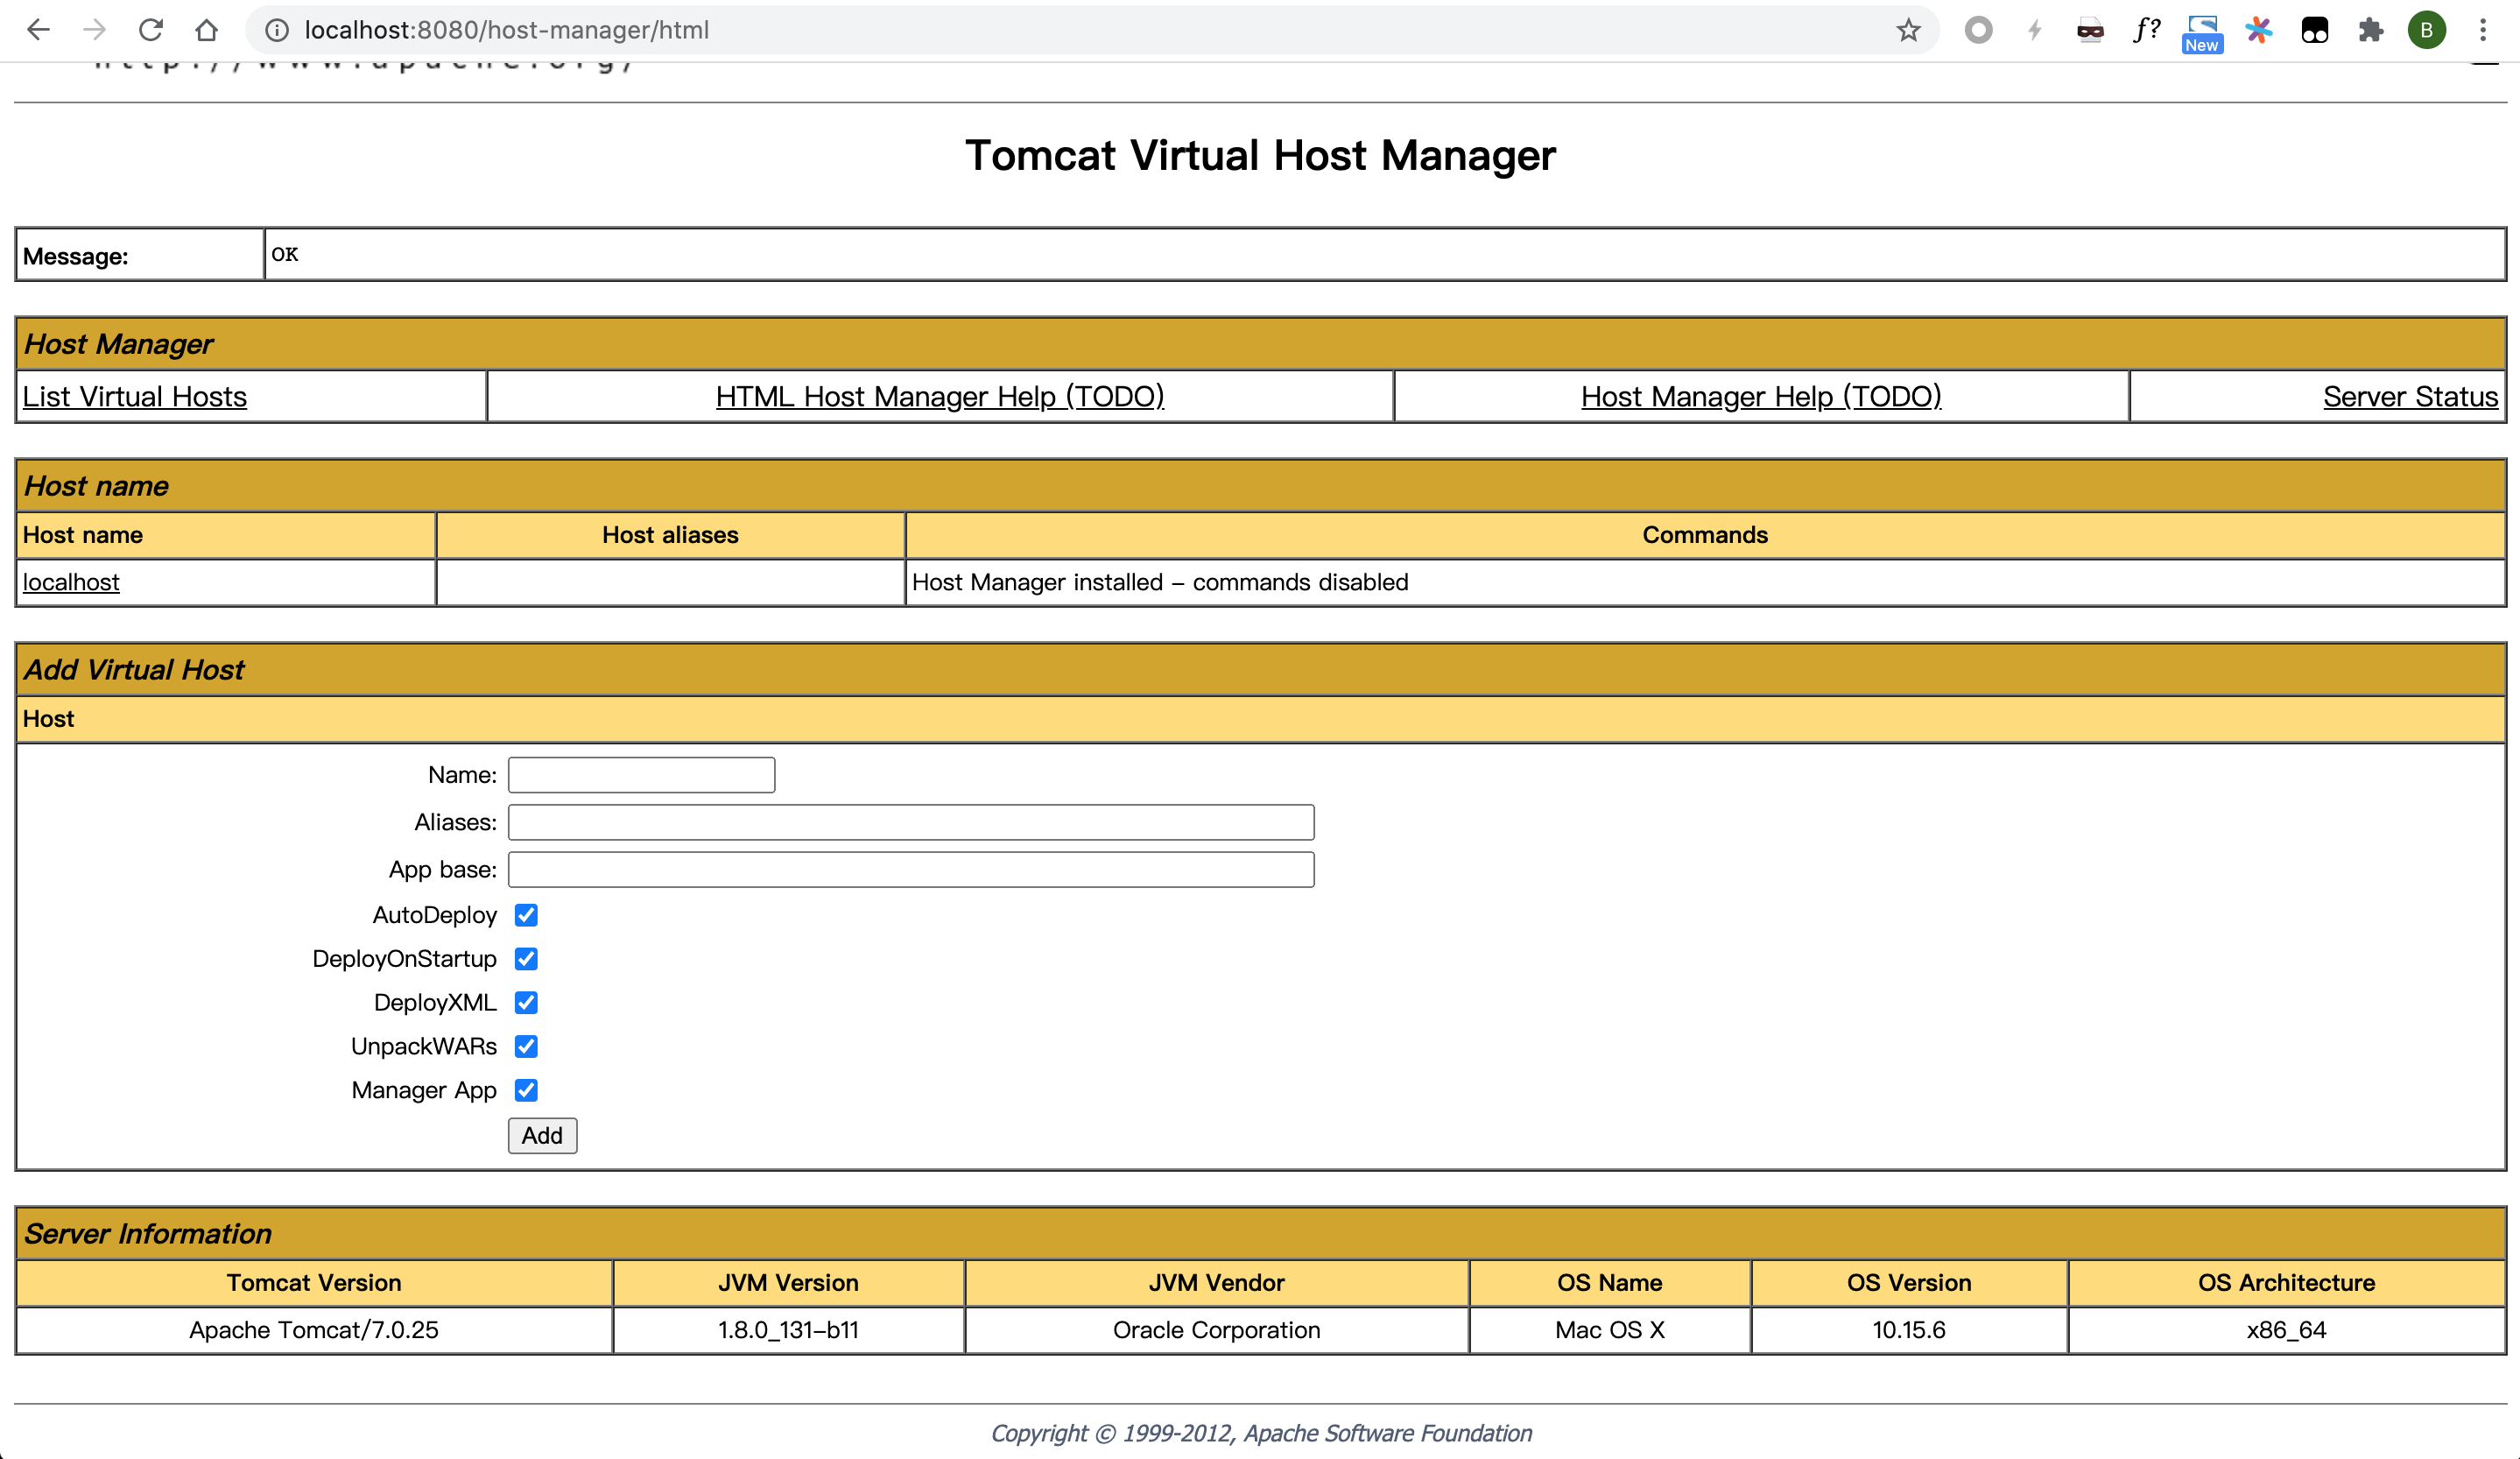 localhost:8080/host-manager/html
f?
New
B
http://www.apache.org/
Tomcat Virtual Host Manager
Message: OK
Host Manager
List Virtual Hosts HTML Host Manager Help (TODO) Host Manager Help (TODO) Server Status
Host name
Host name Host aliases Commands
localhost Host Manager installed – commands disabled
Add Virtual Host
Host
Name:
Aliases:
App base:
AutoDeploy
DeployOnStartup
DeployXML
UnpackWARs
Manager App
Add
Server Information
Tomcat Version JVM Version JVM Vendor OS Name OS Version OS Architecture
Apache Tomcat/7.0.25 1.8.0_131–b11 Oracle Corporation Mac OS X 10.15.6 x86_64
Copyright © 1999-2012, Apache Software Foundation